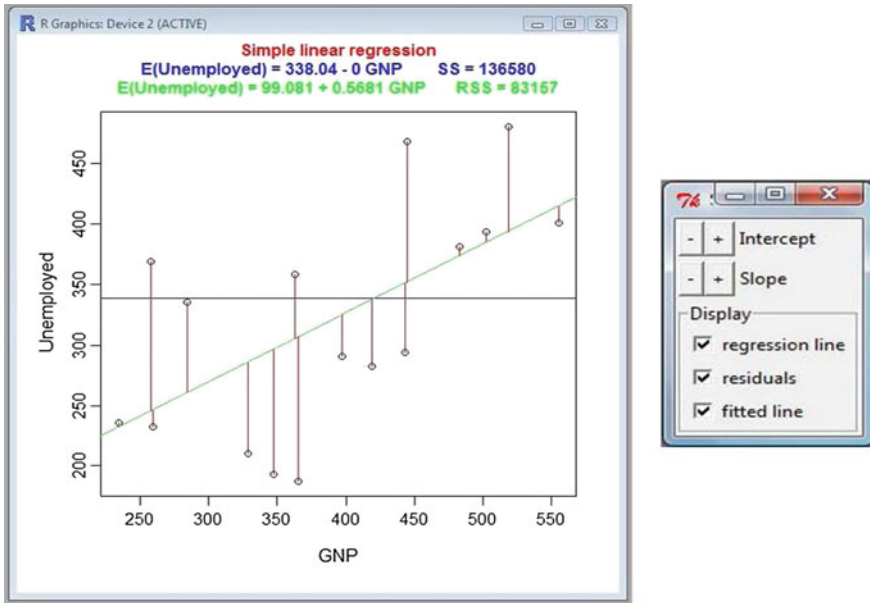 R Graphics: Device 2 (ACTIVE)
Simple linear regression
E(Unemployed) = 338.04 - 0 GNP SS = 136580
E(Unemployed) = 99.081 + 0.5681 GNP RSS = 83157
Unemployed
450
400
350
300
250
200
250 300 350 400 450 500 550
GNP
- + Intercept
- + Slope
Display
regression line
residuals
fitted line